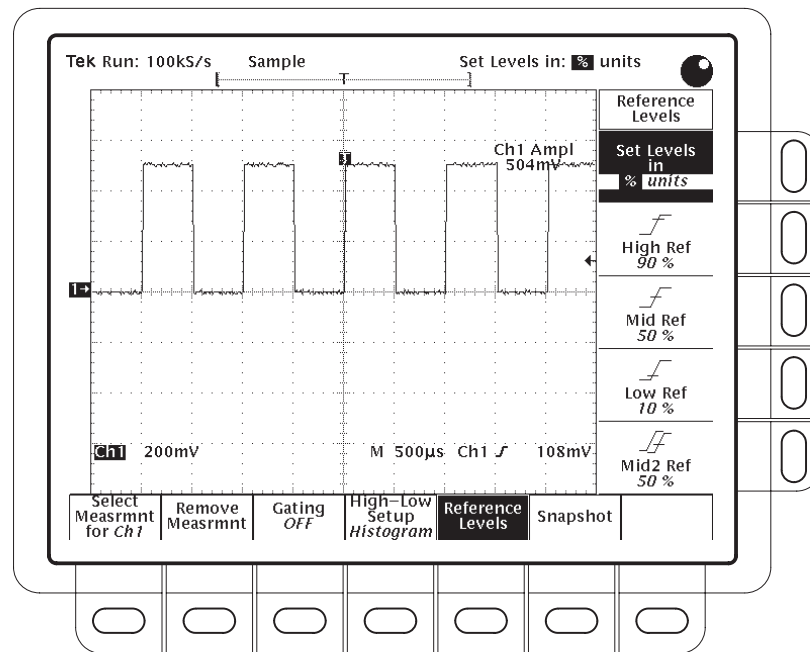 Tek Run: 100kS/s Sample Set Levels in: % units
T
Reference
Levels
Ch1 Ampl
504mV
Set Levels
in
% units
High Ref
90 %
1→
Mid Ref
50 %
Low Ref
10 %
Ch1 200mV M 500µs Ch1 108mV
Mid2 Ref
50 %
Select
Measrmnt
for Ch1
Remove
Measrmnt
Gating
OFF
High–Low
Setup
Histogram
Reference
Levels
Snapshot